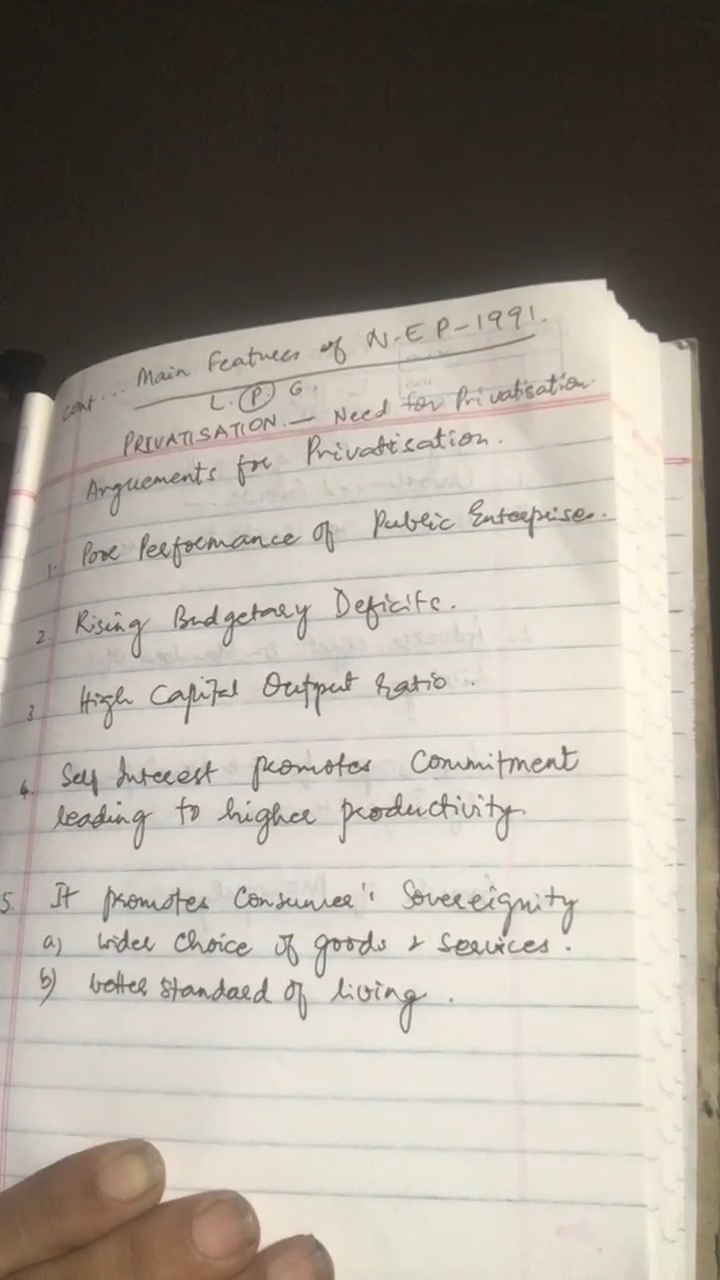 cont... Main Features of N.E P-1991.
L. P G.
PRIVATISATION. — Need for Privatisation.
Arguements for Privatisation.
1. Poor Performance of Public Enterprises.
2. Rising Budgetary Deficits.
3. High Capital Output ratio.
4. Self Interest promotes Commitment
leading to higher productivity.
5. It promotes Consumer's Sovereignity
a) wider choice of goods & services.
b) better standard of living.